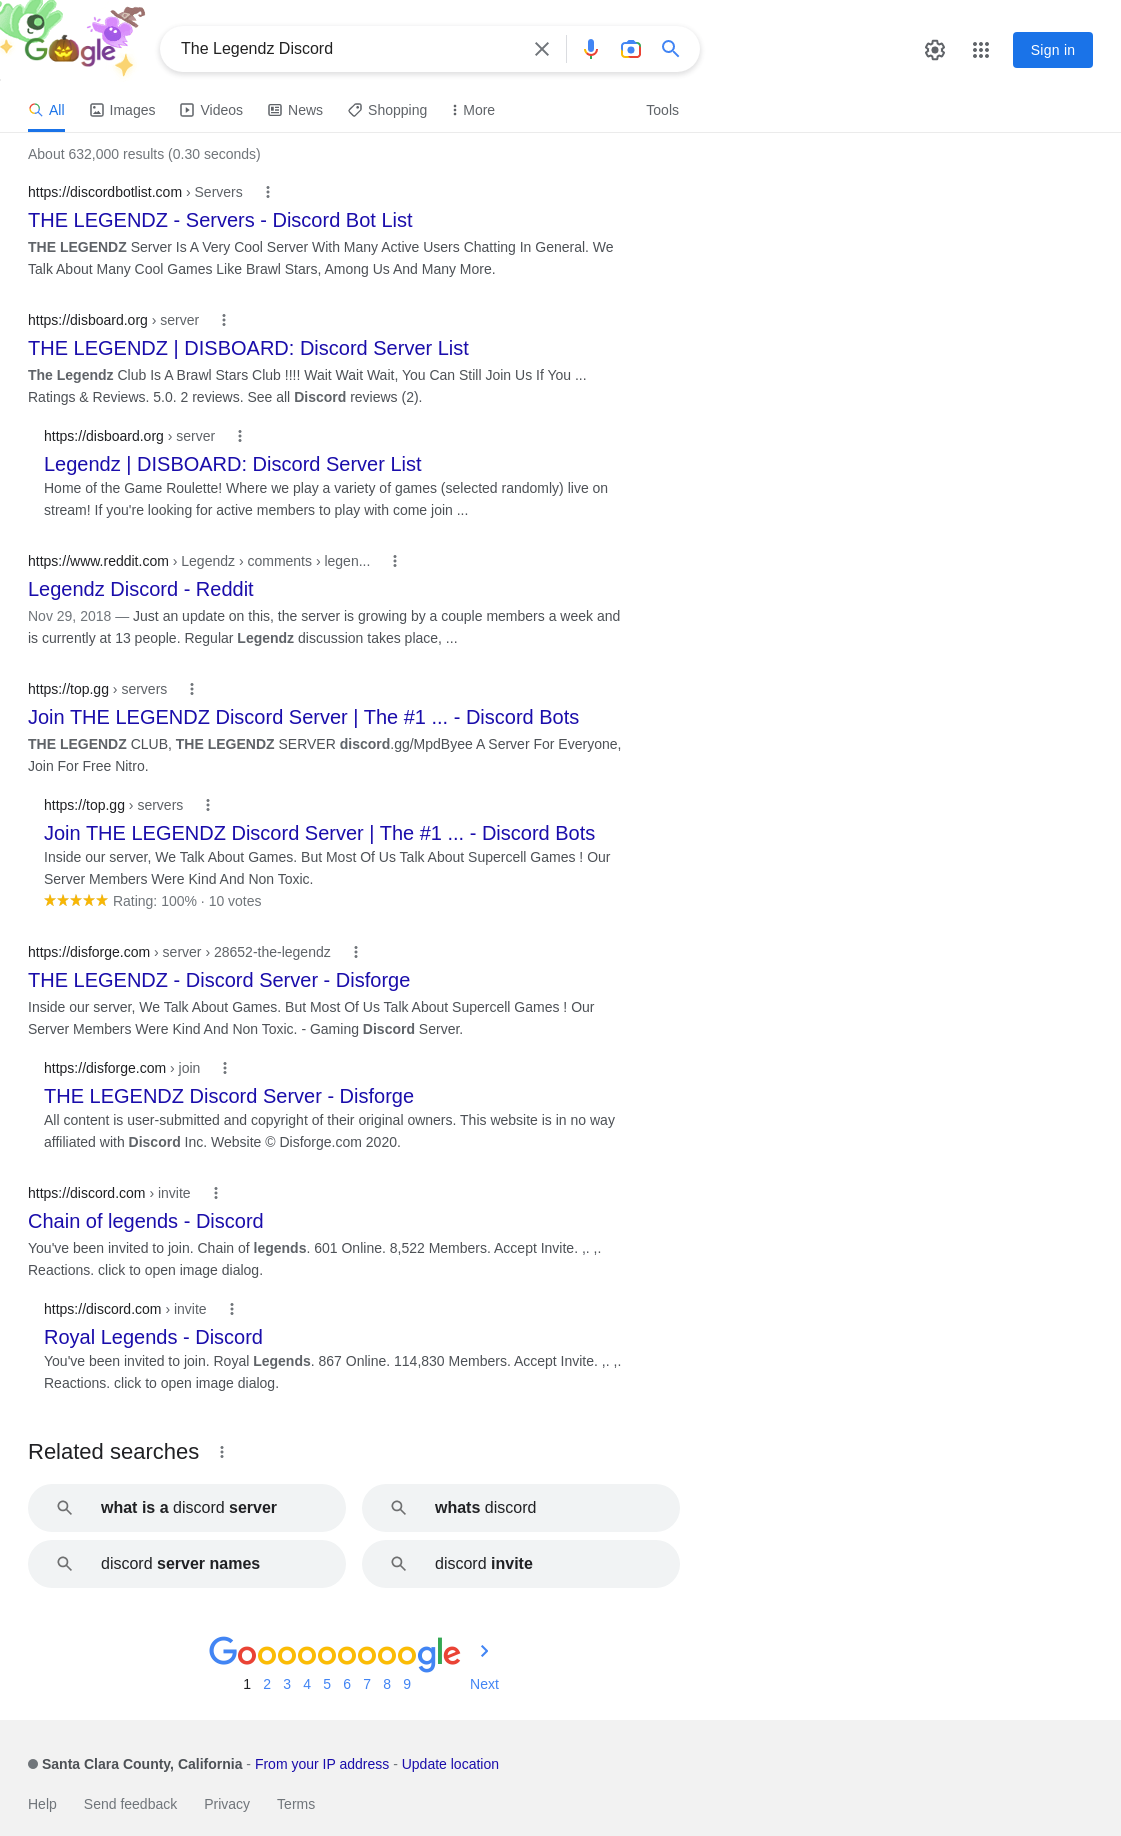 Google
The Legendz Discord
Sign in
All
Images
Videos
News
Shopping
More
Tools
About 632,000 results (0.30 seconds)
https://discordbotlist.com › Servers
THE LEGENDZ - Servers - Discord Bot List
THE LEGENDZ Server Is A Very Cool Server With Many Active Users Chatting In General. We
Talk About Many Cool Games Like Brawl Stars, Among Us And Many More.
https://disboard.org › server
THE LEGENDZ | DISBOARD: Discord Server List
The Legendz Club Is A Brawl Stars Club !!!! Wait Wait Wait, You Can Still Join Us If You ...
Ratings & Reviews. 5.0. 2 reviews. See all Discord reviews (2).
https://disboard.org › server
Legendz | DISBOARD: Discord Server List
Home of the Game Roulette! Where we play a variety of games (selected randomly) live on
stream! If you're looking for active members to play with come join ...
https://www.reddit.com › Legendz › comments › legen...
Legendz Discord - Reddit
Nov 29, 2018 — Just an update on this, the server is growing by a couple members a week and
is currently at 13 people. Regular Legendz discussion takes place, ...
https://top.gg › servers
Join THE LEGENDZ Discord Server | The #1 ... - Discord Bots
THE LEGENDZ CLUB, THE LEGENDZ SERVER discord.gg/MpdByee A Server For Everyone,
Join For Free Nitro.
https://top.gg › servers
Join THE LEGENDZ Discord Server | The #1 ... - Discord Bots
Inside our server, We Talk About Games. But Most Of Us Talk About Supercell Games ! Our
Server Members Were Kind And Non Toxic.
Rating: 100% · 10 votes
https://disforge.com › server › 28652-the-legendz
THE LEGENDZ - Discord Server - Disforge
Inside our server, We Talk About Games. But Most Of Us Talk About Supercell Games ! Our
Server Members Were Kind And Non Toxic. - Gaming Discord Server.
https://disforge.com › join
THE LEGENDZ Discord Server - Disforge
All content is user-submitted and copyright of their original owners. This website is in no way
affiliated with Discord Inc. Website © Disforge.com 2020.
https://discord.com › invite
Chain of legends - Discord
You've been invited to join. Chain of legends. 601 Online. 8,522 Members. Accept Invite. ,. ,.
Reactions. click to open image dialog.
https://discord.com › invite
Royal Legends - Discord
You've been invited to join. Royal Legends. 867 Online. 114,830 Members. Accept Invite. ,. ,.
Reactions. click to open image dialog.
Related searches
what is a discord server
whats discord
discord server names
discord invite
Goooooooooogle
1 2 3 4 5 6 7 8 9 Next
Santa Clara County, California - From your IP address - Update location
Help Send feedback Privacy Terms